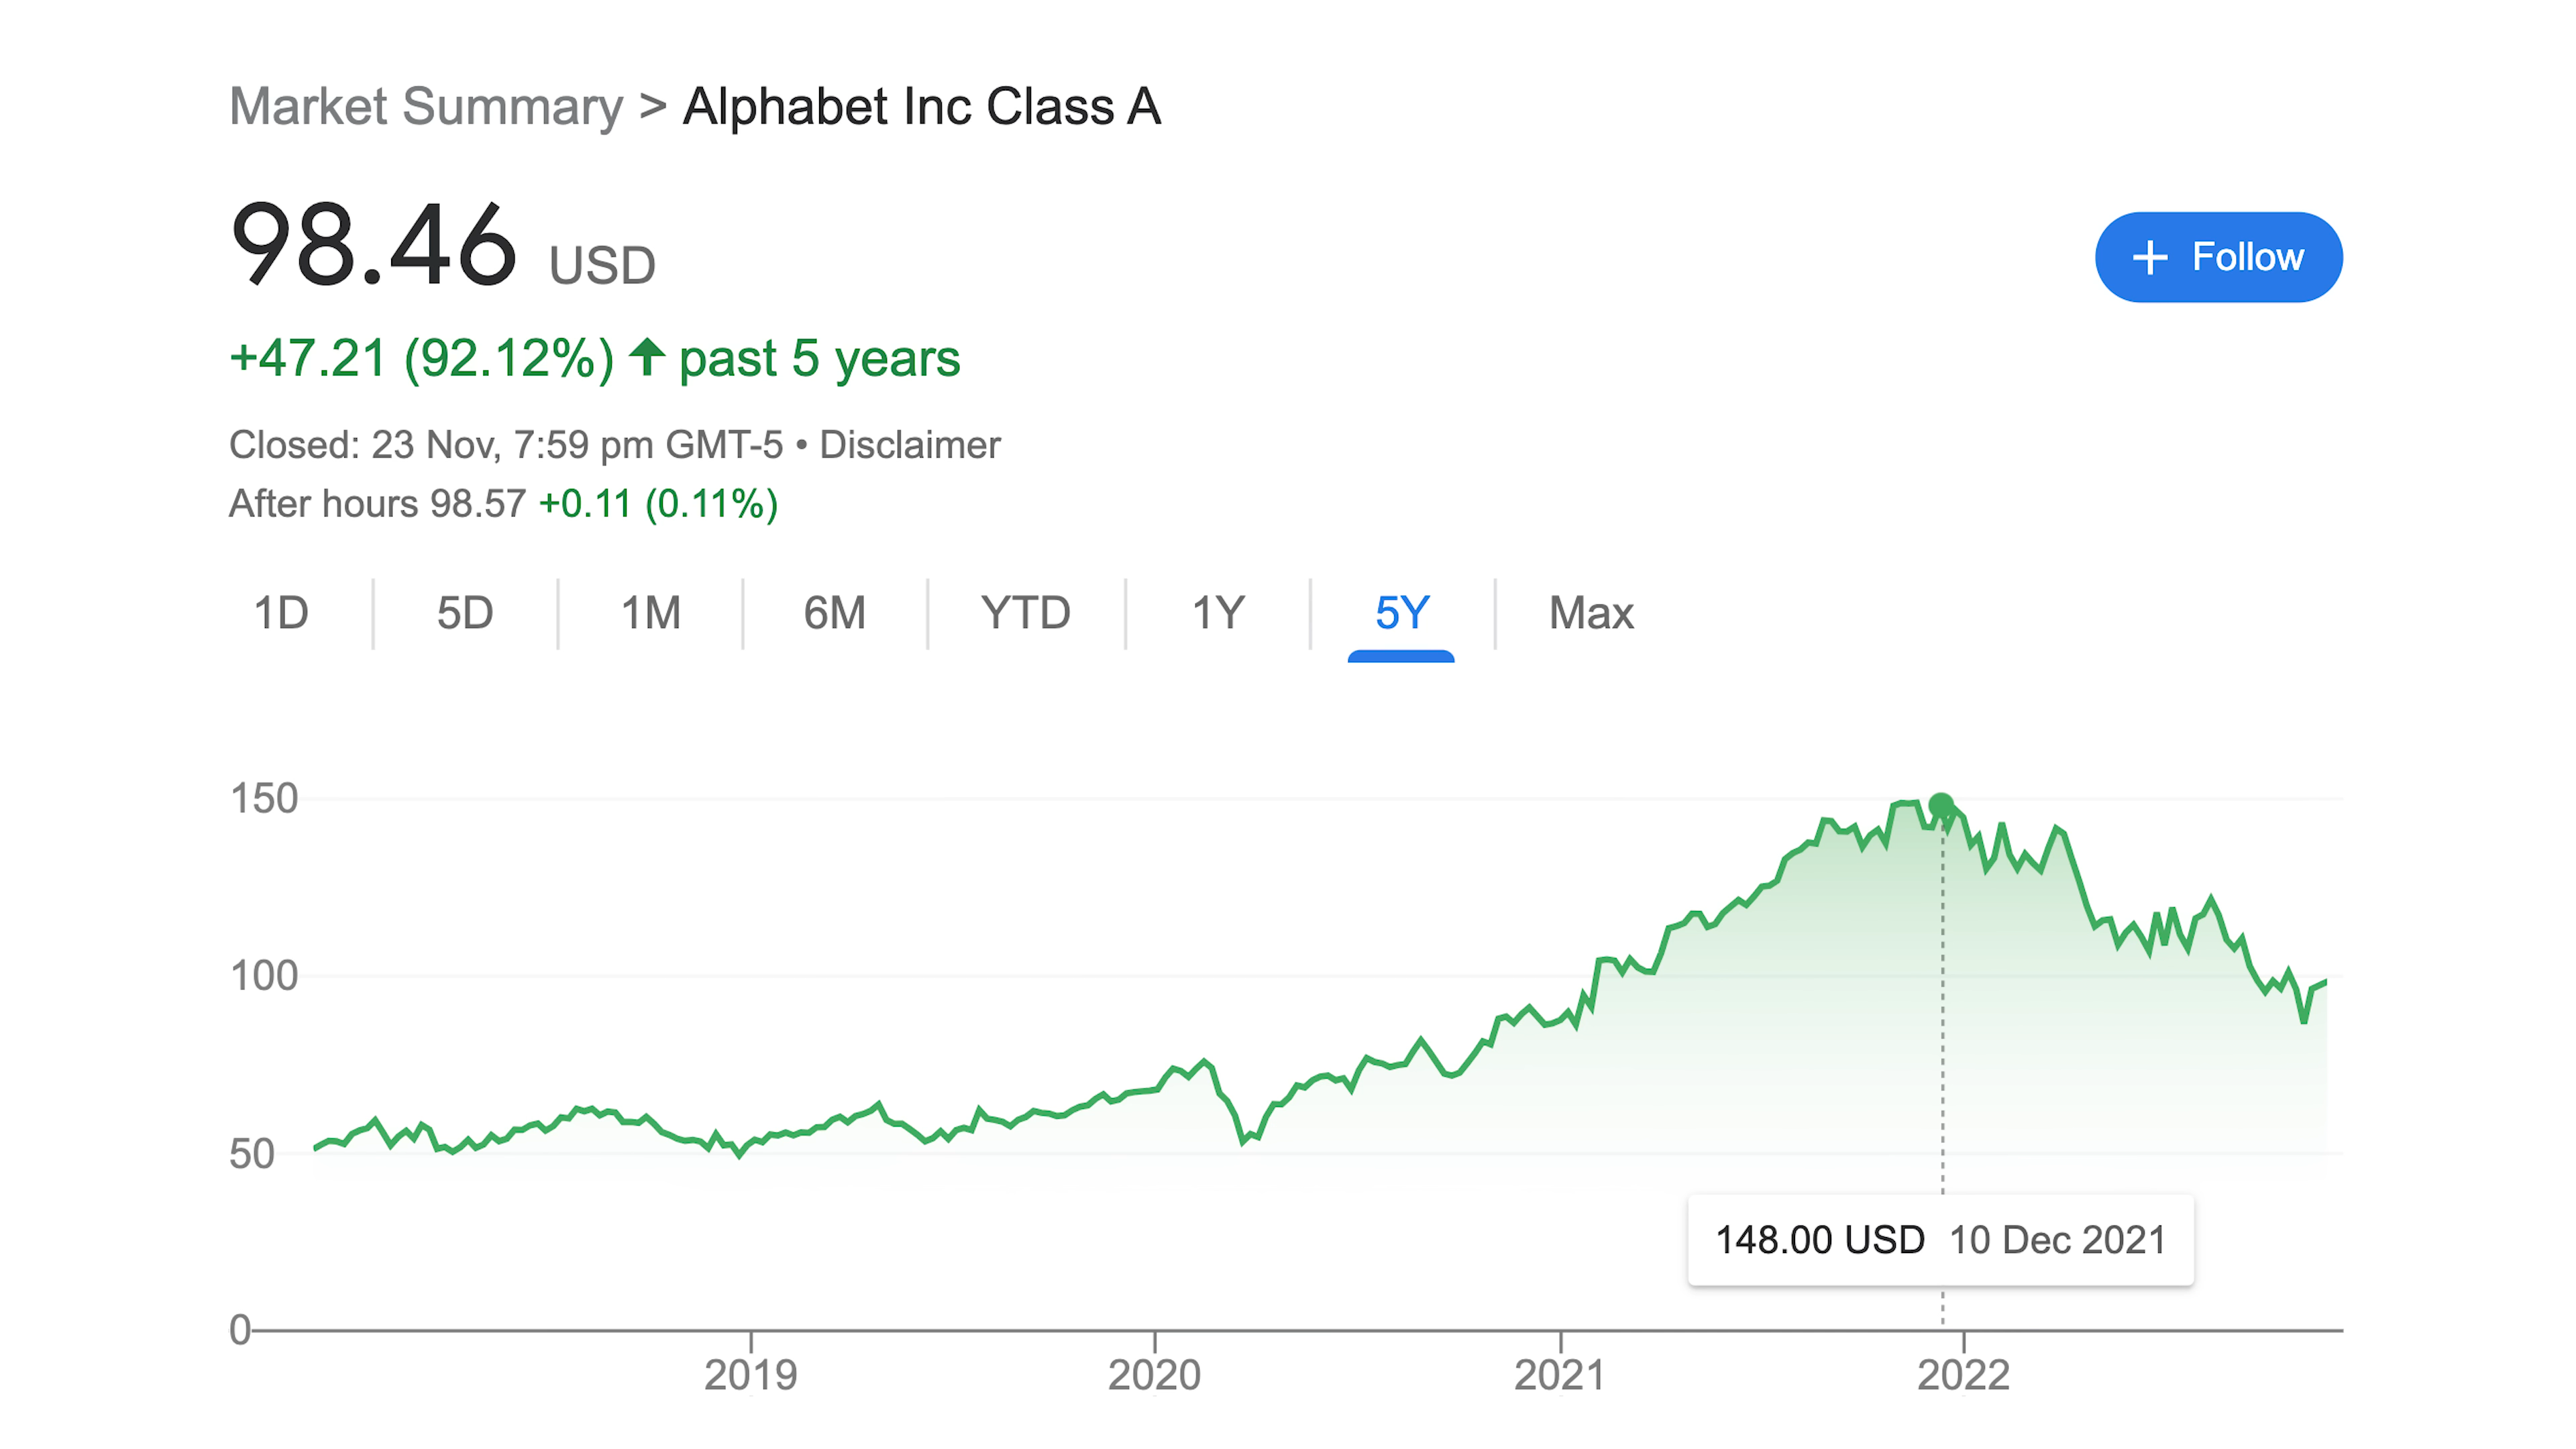 Market Summary > Alphabet Inc Class A
98.46 USD
+ Follow
+47.21 (92.12%) ↑ past 5 years
Closed: 23 Nov, 7:59 pm GMT-5 • Disclaimer
After hours 98.57 +0.11 (0.11%)
1D 5D 1M 6M YTD 1Y 5Y Max
150
100
50
148.00 USD 10 Dec 2021
0
2019 2020 2021 2022